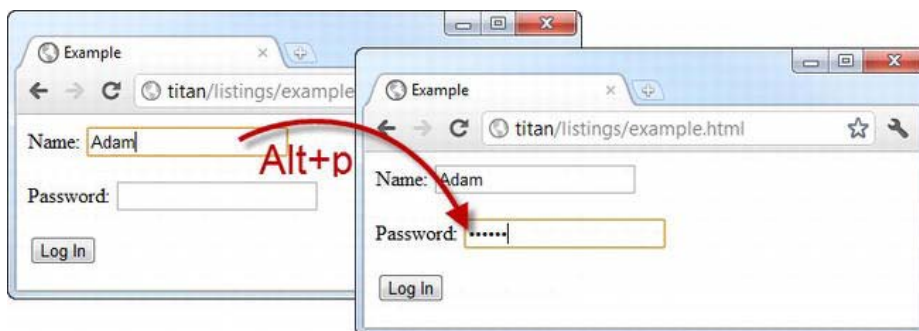 Example
titan/listings/example
Name: Adam
Password:
Log In
Alt+p
Example
titan/listings/example.html
Name: Adam
Password: ••••••
Log In